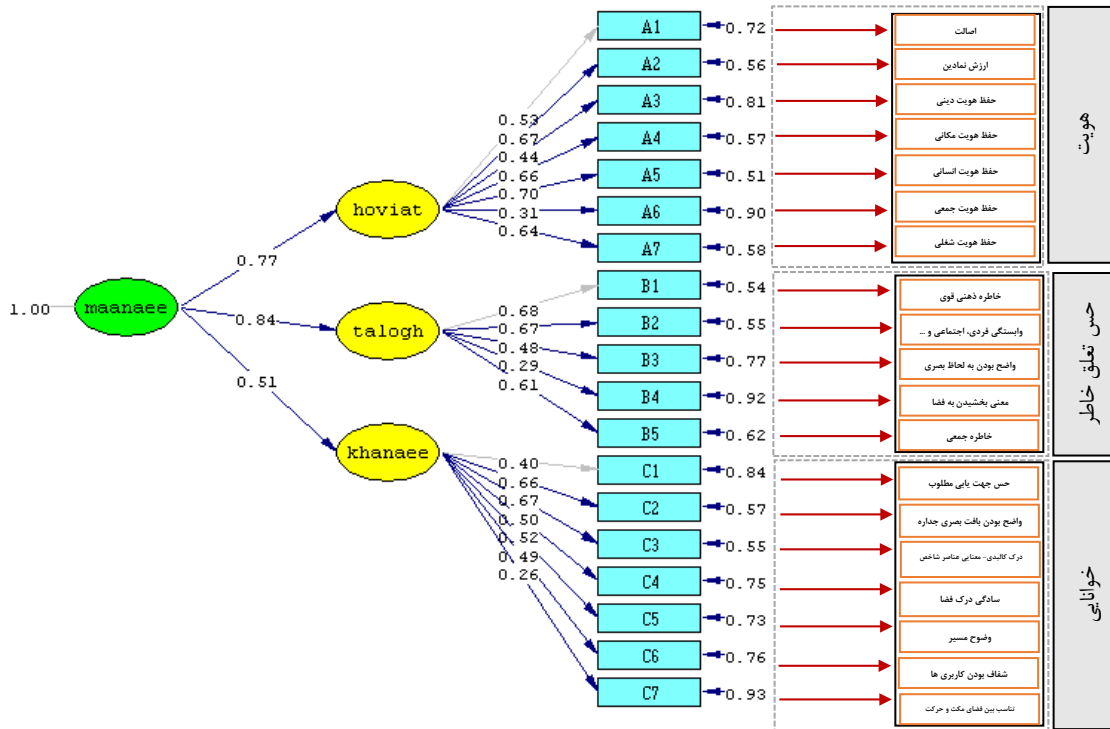 1.00
maanaee
0.77
0.84
0.51
hoviat
talogh
khanaee
0.53
0.67
0.44
0.66
0.70
0.31
0.64
0.68
0.67
0.48
0.29
0.61
0.40
0.66
0.67
0.50
0.52
0.49
0.26
A1 0.72 اصالت
A2 0.56 ارزش نمادین
A3 0.81 حفظ هویت دینی
A4 0.57 حفظ هویت مکانی
A5 0.51 حفظ هویت انسانی
A6 0.90 حفظ هویت جمعی
A7 0.58 حفظ هویت شغلی
هویت
B1 0.54 خاطره ذهنی قوی
B2 0.55 وابستگی فردی، اجتماعی و ...
B3 0.77 واضح بودن به لحاظ بصری
B4 0.92 معنی بخشیدن به فضا
B5 0.62 خاطره جمعی
حس تعلق خاطر
C1 0.84 حس جهت یابی مطلوب
C2 0.57 واضح بودن بافت بصری جداره
C3 0.55 درک کالبدی- معنایی عناصر شاخص
C4 0.75 سادگی درک فضا
C5 0.73 وضوح مسیر
C6 0.76 شفاف بودن کاربری ها
C7 0.93 تناسب بین فضای مکث و حرکت
خوانایی